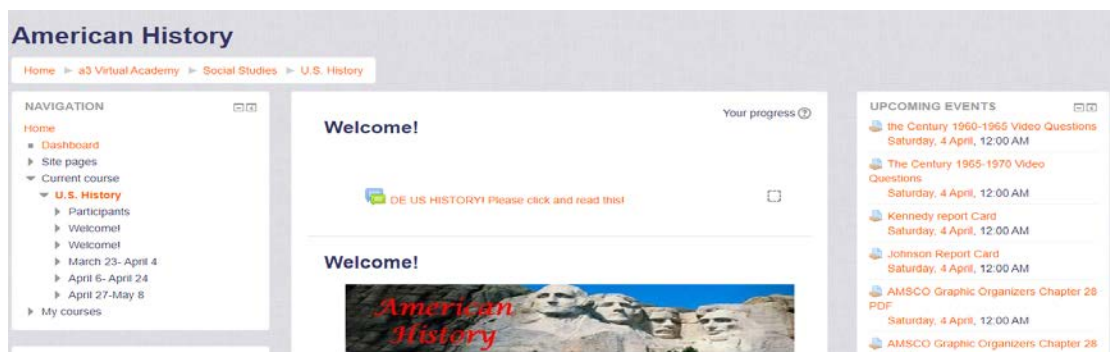 American History
Home ► a3 Virtual Academy ► Social Studies ► U.S. History
NAVIGATION
Home
Dashboard
Site pages
Current course
U.S. History
Participants
Welcome!
Welcome!
March 23- April 4
April 6- April 24
April 27-May 8
My courses
Your progress
Welcome!
DE US HISTORY! Please click and read this!
Welcome!
American
History
UPCOMING EVENTS
the Century 1960-1965 Video Questions
Saturday, 4 April, 12:00 AM
The Century 1965-1970 Video
Questions
Saturday, 4 April, 12:00 AM
Kennedy report Card
Saturday, 4 April, 12:00 AM
Johnson Report Card
Saturday, 4 April, 12:00 AM
AMSCO Graphic Organizers Chapter 28
PDF
Saturday, 4 April, 12:00 AM
AMSCO Graphic Organizers Chapter 28